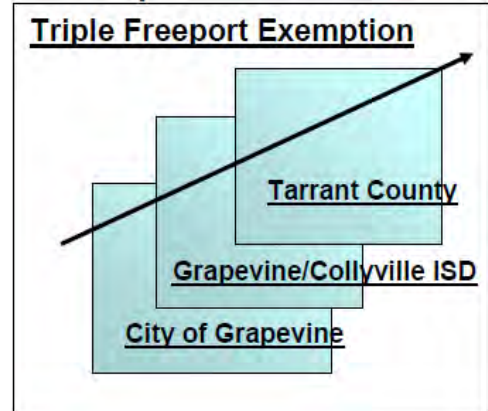 Triple Freeport Exemption
Tarrant County
Grapevine/Collyville ISD
City of Grapevine